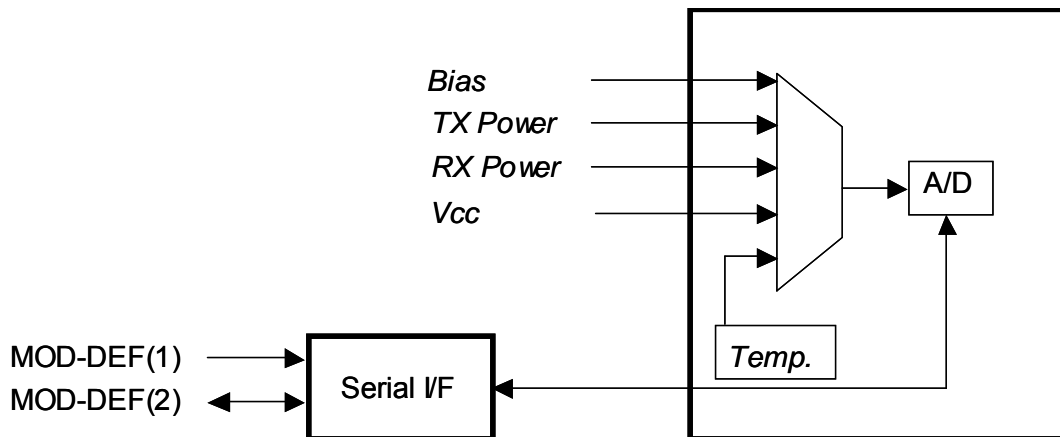 Bias
TX Power
RX Power
Vcc
A/D
Temp.
MOD-DEF(1)
MOD-DEF(2)
Serial I/F